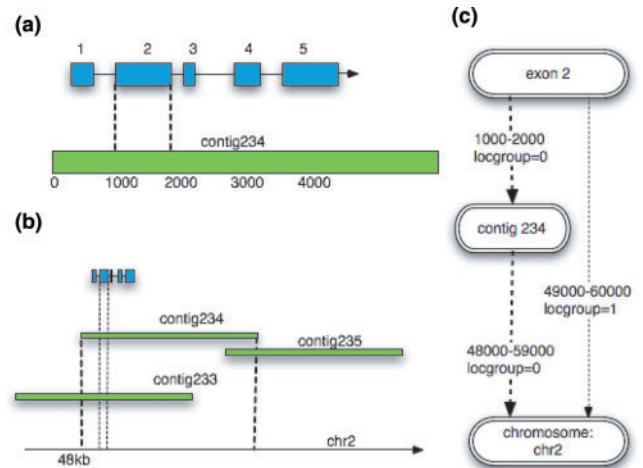 (a)
1 2 3 4 5
contig234
0 1000 2000 3000 4000
(b)
contig234
contig235
contig233
48kb
chr2
(c)
exon 2
1000-2000
locgroup=0
contig 234
49000-60000
locgroup=1
48000-59000
locgroup=0
chromosome:
chr2